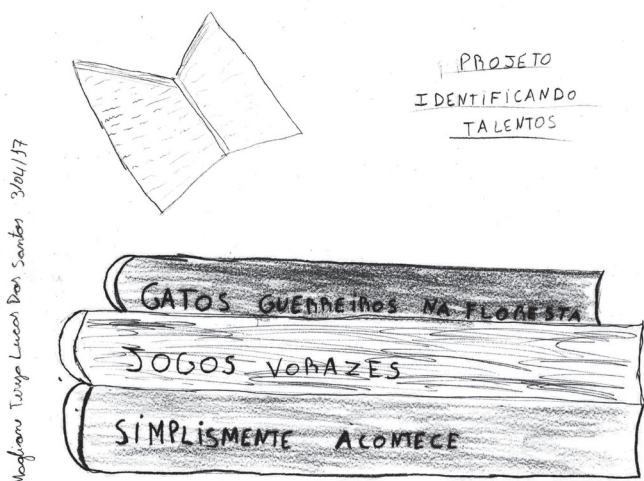 PROJETO
IDENTIFICANDO
TALENTOS
GATOS GUERREIROS NA FLORESTA
JOGOS VORAZES
SIMPLISMENTE ACONTECE
Lucas Dos Santos 3/04/17